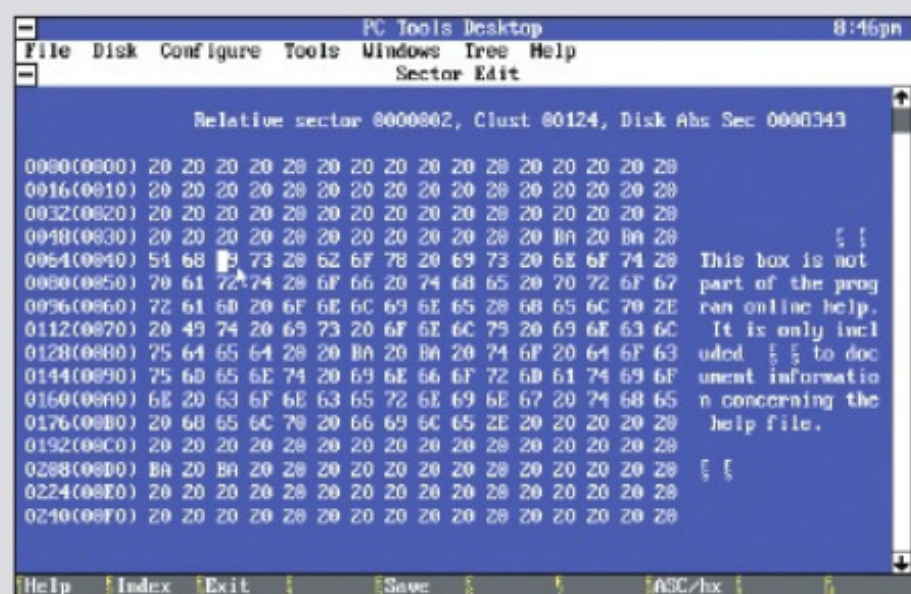 PC Tools Desktop 8:46pm
File Disk Configure Tools Windows Tree Help
Sector Edit
Relative sector 0000002, Clust 00124, Disk Abs Sec 0000343
0000(0000) 20 20 20 20 20 20 20 20 20 20 20 20 20 20 20 20
0016(0010) 20 20 20 20 20 20 20 20 20 20 20 20 20 20 20 20
0032(0020) 20 20 20 20 20 20 20 20 20 20 20 20 20 20 20 20
0048(0030) 20 20 20 20 20 20 20 20 20 20 20 20 BA 20 BA 20
0064(0040) 54 68 69 73 20 62 6F 78 20 69 73 20 6E 6F 74 20 This box is not
0080(0050) 70 61 72 74 20 6F 66 20 74 68 65 20 70 72 6F 67 part of the prog
0096(0060) 72 61 6D 20 6F 6E 6C 69 6E 65 20 68 65 6C 70 2E ram online help.
0112(0070) 20 49 74 20 69 73 20 6F 6E 6C 79 20 69 6E 63 6C It is only incl
0128(0080) 75 64 65 64 20 20 BA 20 BA 20 74 6F 20 64 6F 63 uded to doc
0144(0090) 75 6D 65 6E 74 20 69 6E 66 6F 72 6D 61 74 69 6F ument informatio
0160(00A0) 6E 20 63 6F 6E 63 65 72 6E 69 6E 67 20 74 68 65 n concerning the
0176(00B0) 20 68 65 6C 70 20 66 69 6C 65 2E 20 20 20 20 20 help file.
0192(00C0) 20 20 20 20 20 20 20 20 20 20 20 20 20 20 20 20
0208(00D0) BA 20 BA 20 20 20 20 20 20 20 20 20 20 20 20 20
0224(00E0) 20 20 20 20 20 20 20 20 20 20 20 20 20 20 20 20
0240(00F0) 20 20 20 20 20 20 20 20 20 20 20 20 20 20 20 20
Help Index Exit Save ASC/hx